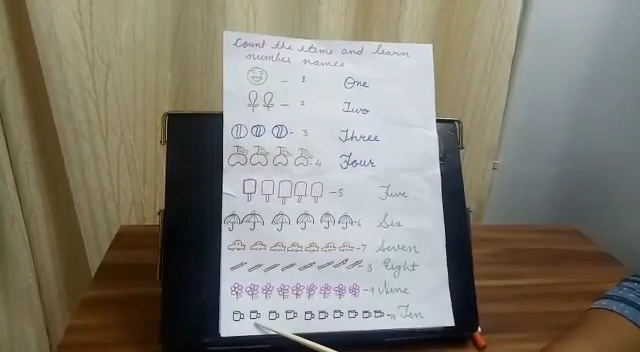 Count the items and learn
number names
- 1 One
- 2 Two
- 3 Three
- 4 Four
- 5 Five
- 6 Six
- 7 Seven
- 8 Eight
- 9 Nine
- 10 Ten